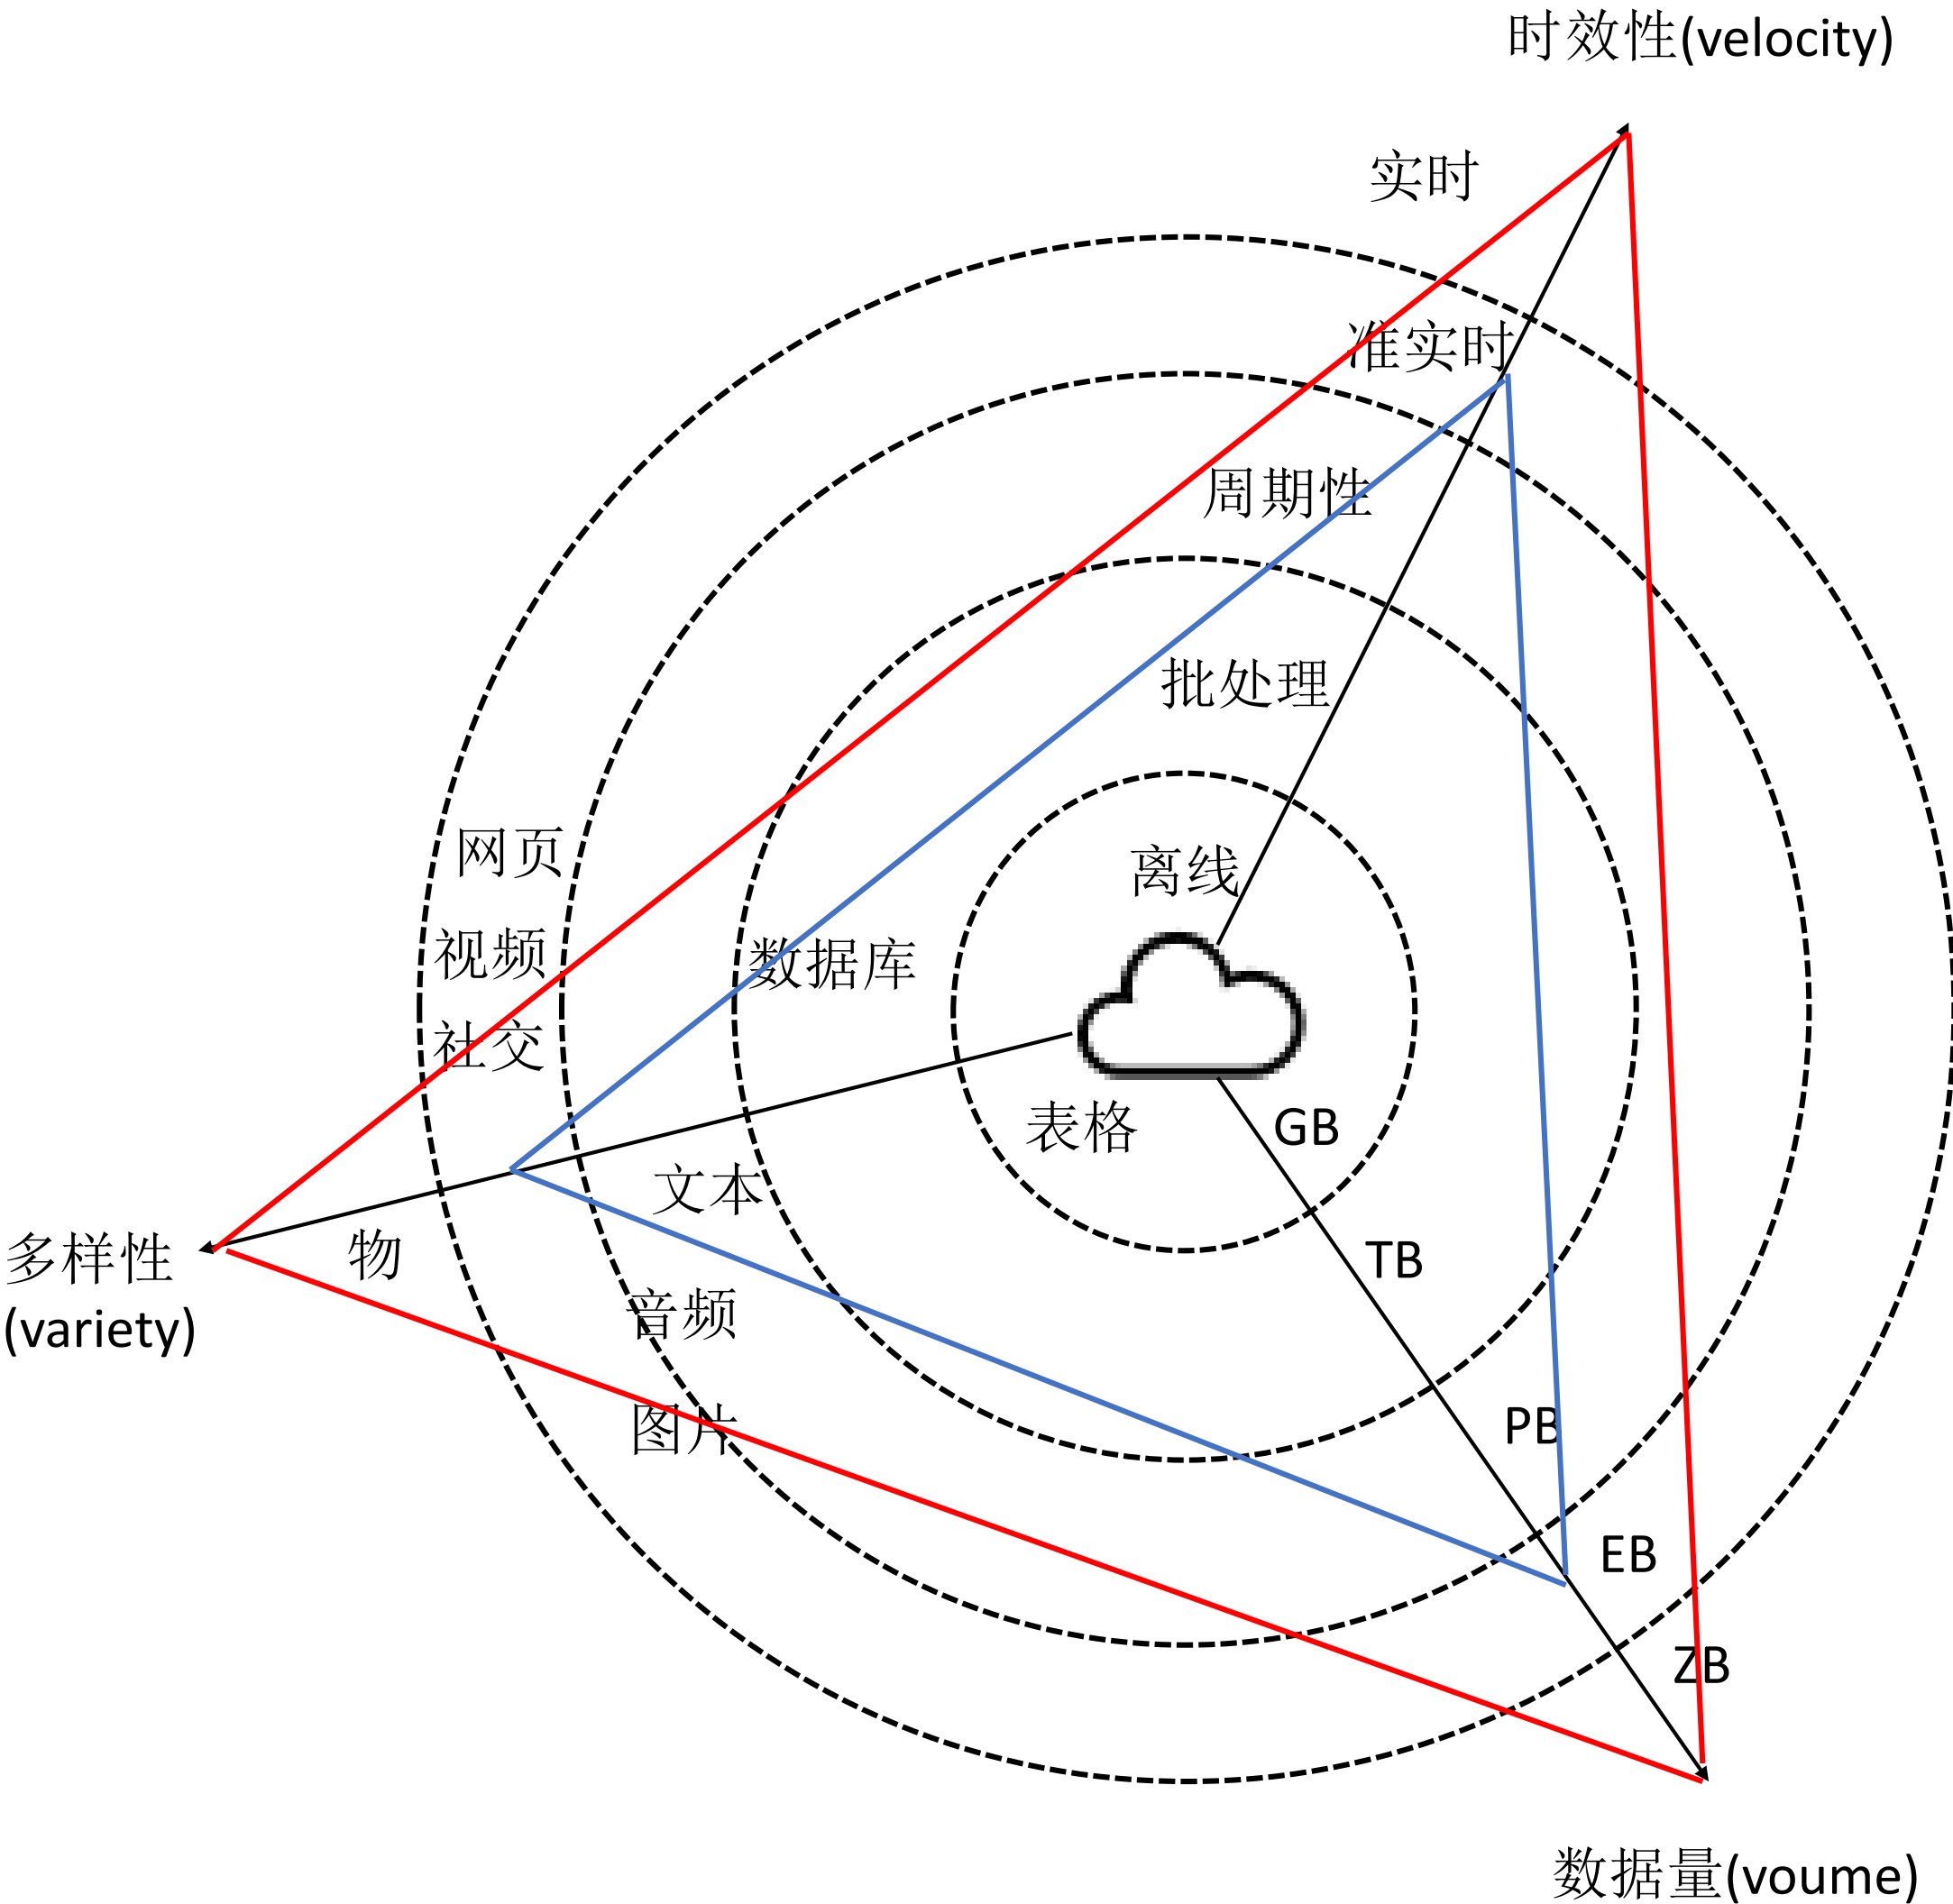 时效性(velocity)
实时
准实时
周期性
批处理
网页
离线
视频
数据库
社交
表格
GB
文本
多样性
(variety)
物
TB
音频
图片
PB
EB
ZB
数据量(voume)